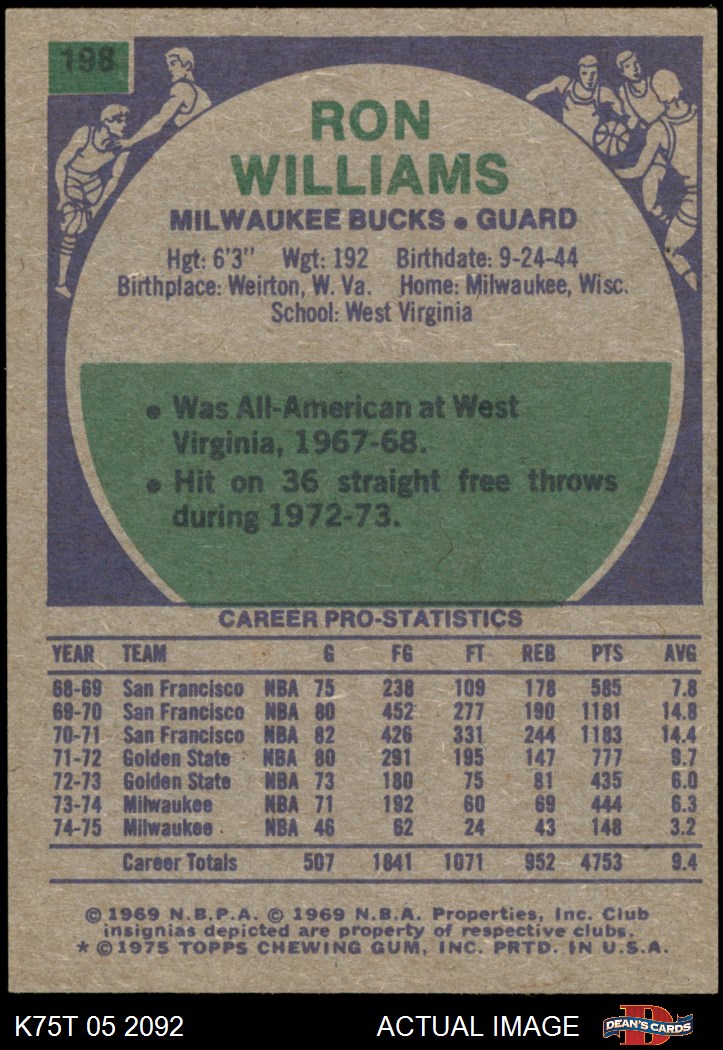 198
RON
WILLIAMS
MILWAUKEE BUCKS • GUARD
Hgt: 6'3" Wgt: 192 Birthdate: 9-24-44
Birthplace: Weirton, W. Va. Home: Milwaukee, Wisc.
School: West Virginia
• Was All-American at West
Virginia, 1967-68.
• Hit on 36 straight free throws
during 1972-73.
CAREER PRO-STATISTICS
YEAR TEAM G FG FT REB PTS AVG
68-69 San Francisco NBA 75 238 109 178 585 7.8
69-70 San Francisco NBA 80 452 277 190 1181 14.8
70-71 San Francisco NBA 82 426 331 244 1183 14.4
71-72 Golden State NBA 80 291 195 147 777 9.7
72-73 Golden State NBA 73 180 75 81 435 6.0
73-74 Milwaukee NBA 71 192 60 69 444 6.3
74-75 Milwaukee NBA 46 62 24 43 148 3.2
Career Totals 507 1841 1071 952 4753 9.4
© 1969 N.B.P.A. © 1969 N.B.A. Properties, Inc. Club
insignias depicted are property of respective clubs.
* © 1975 TOPPS CHEWING GUM, INC. PRTD. IN U.S.A.
K75T 05 2092 ACTUAL IMAGE D DEAN'S CARDS